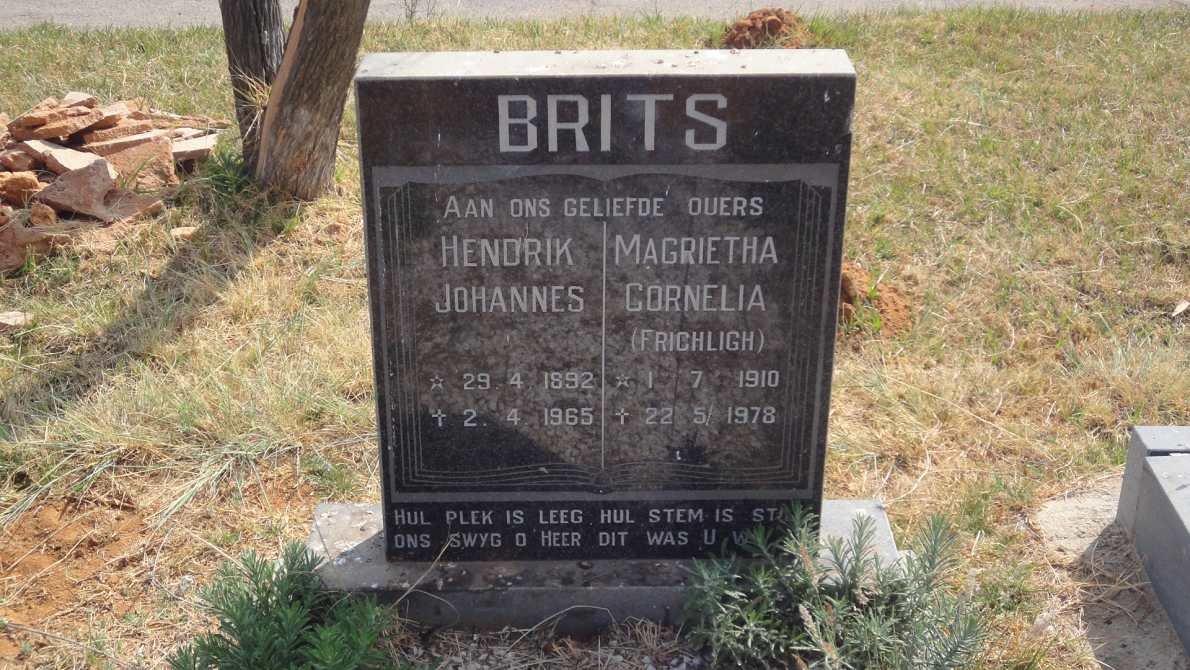 BRITS
AAN ONS GELIEFDE OUERS
HENDRIK
JOHANNES
☆ 29. 4. 1892
✝ 2. 4. 1965
MAGRIETHA
CORNELIA
(FRICHLIGH)
☆ 1 7 1910
✝ 22 5/ 1978
HUL PLEK IS LEEG HUL STEM IS
ONS SWYG O HEER DIT WAS U